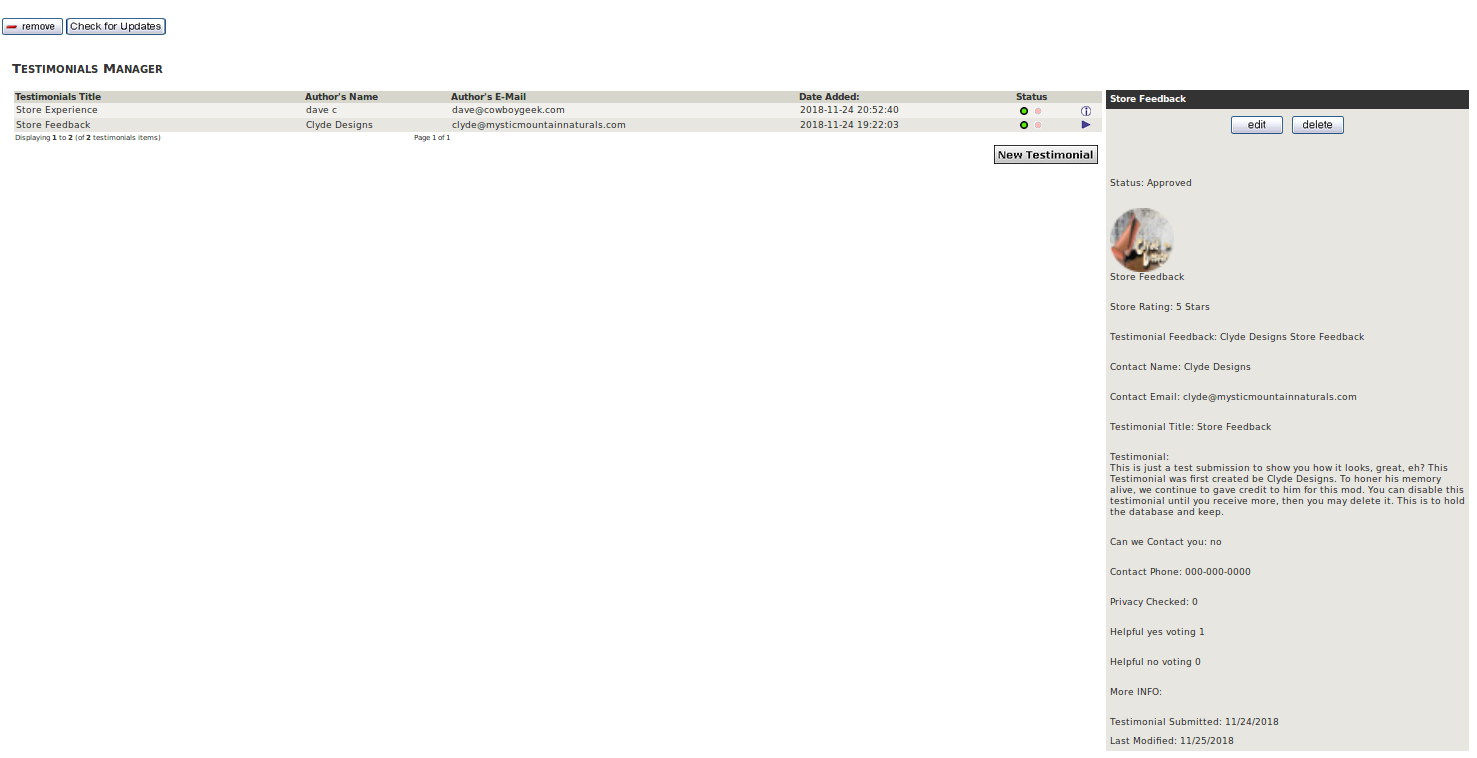 remove Check for Updates
TESTIMONIALS MANAGER
Testimonials Title Author's Name Author's E-Mail Date Added: Status
Store Experience dave c dave@cowboygeek.com 2018-11-24 20:52:40
Store Feedback Clyde Designs clyde@mysticmountainnaturals.com 2018-11-24 19:22:03
Displaying 1 to 2 (of 2 testimonials items) Page 1 of 1
New Testimonial
Store Feedback
edit delete
Status: Approved
Store Feedback
Store Rating: 5 Stars
Testimonial Feedback: Clyde Designs Store Feedback
Contact Name: Clyde Designs
Contact Email: clyde@mysticmountainnaturals.com
Testimonial Title: Store Feedback
Testimonial:
This is just a test submission to show you how it looks, great, eh? This
Testimonial was first created be Clyde Designs. To honer his memory
alive, we continue to gave credit to him for this mod. You can disable this
testimonial until you receive more, then you may delete it. This is to hold
the database and keep.
Can we Contact you: no
Contact Phone: 000-000-0000
Privacy Checked: 0
Helpful yes voting 1
Helpful no voting 0
More INFO:
Testimonial Submitted: 11/24/2018
Last Modified: 11/25/2018